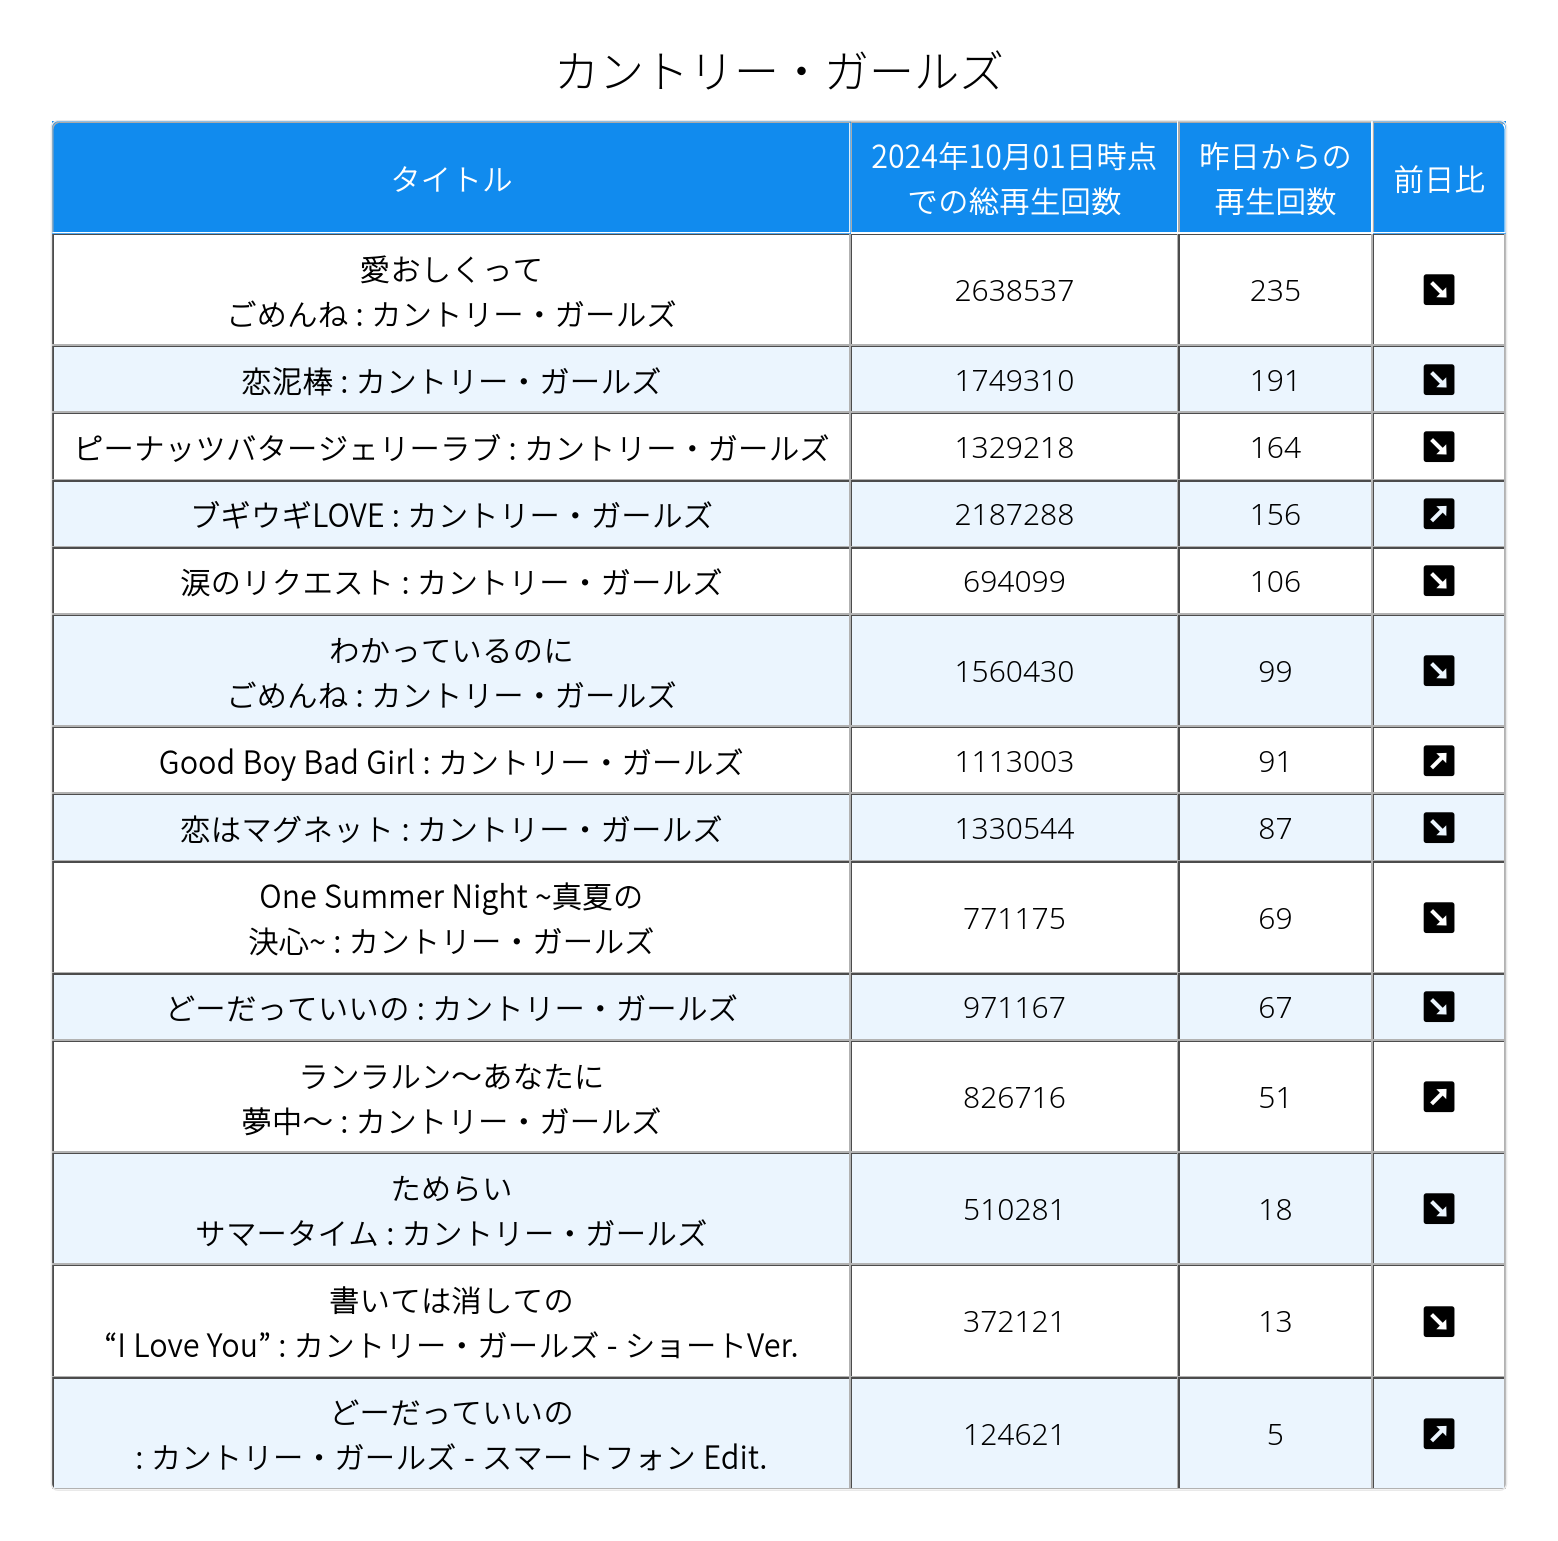 カントリー・ガールズ
タイトル
2024年10月01日時点
での総再生回数
昨日からの
再生回数
前日比
愛おしくって
ごめんね : カントリー・ガールズ
2638537
235
恋泥棒 : カントリー・ガールズ
1749310
191
ピーナッツバタージェリーラブ : カントリー・ガールズ
1329218
164
ブギウギLOVE : カントリー・ガールズ
2187288
156
涙のリクエスト : カントリー・ガールズ
694099
106
わかっているのに
ごめんね : カントリー・ガールズ
1560430
99
Good Boy Bad Girl : カントリー・ガールズ
1113003
91
恋はマグネット : カントリー・ガールズ
1330544
87
One Summer Night ~真夏の
決心~ : カントリー・ガールズ
771175
69
どーだっていいの : カントリー・ガールズ
971167
67
ランラルン～あなたに
夢中～ : カントリー・ガールズ
826716
51
ためらい
サマータイム : カントリー・ガールズ
510281
18
書いては消しての
“I Love You” : カントリー・ガールズ - ショートVer.
372121
13
どーだっていいの
: カントリー・ガールズ - スマートフォン Edit.
124621
5